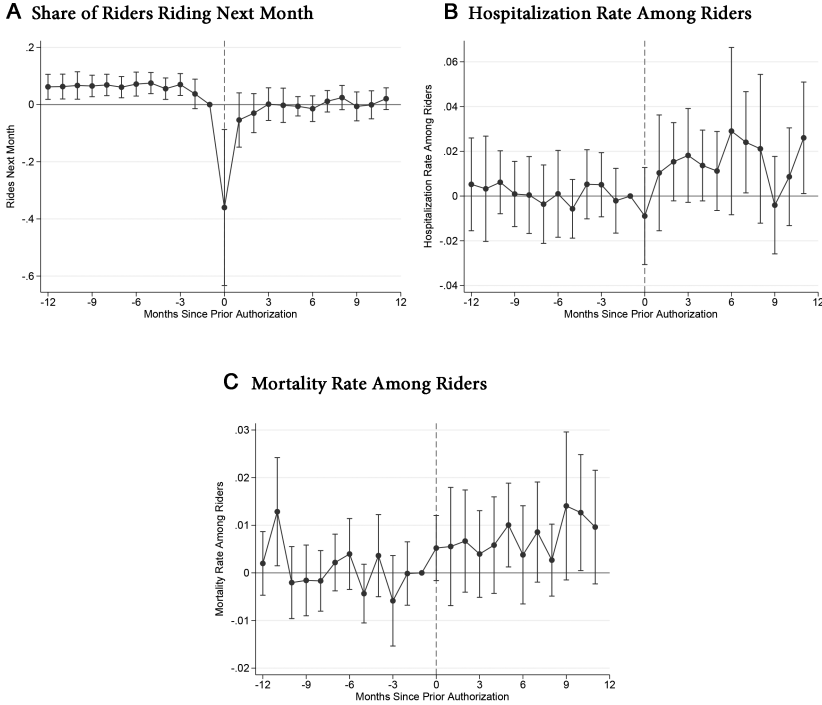 A Share of Riders Riding Next Month
Rides Next Month
.2
0
-.2
-.4
-.6
-12 -9 -6 -3 0 3 6 9 12
Months Since Prior Authorization
B Hospitalization Rate Among Riders
Hospitalization Rate Among Riders
.06
.04
.02
0
-.02
-.04
-12 -9 -6 -3 0 3 6 9 12
Months Since Prior Authorization
C Mortality Rate Among Riders
Mortality Rate Among Riders
.03
.02
.01
0
-.01
-.02
-12 -9 -6 -3 0 3 6 9 12
Months Since Prior Authorization